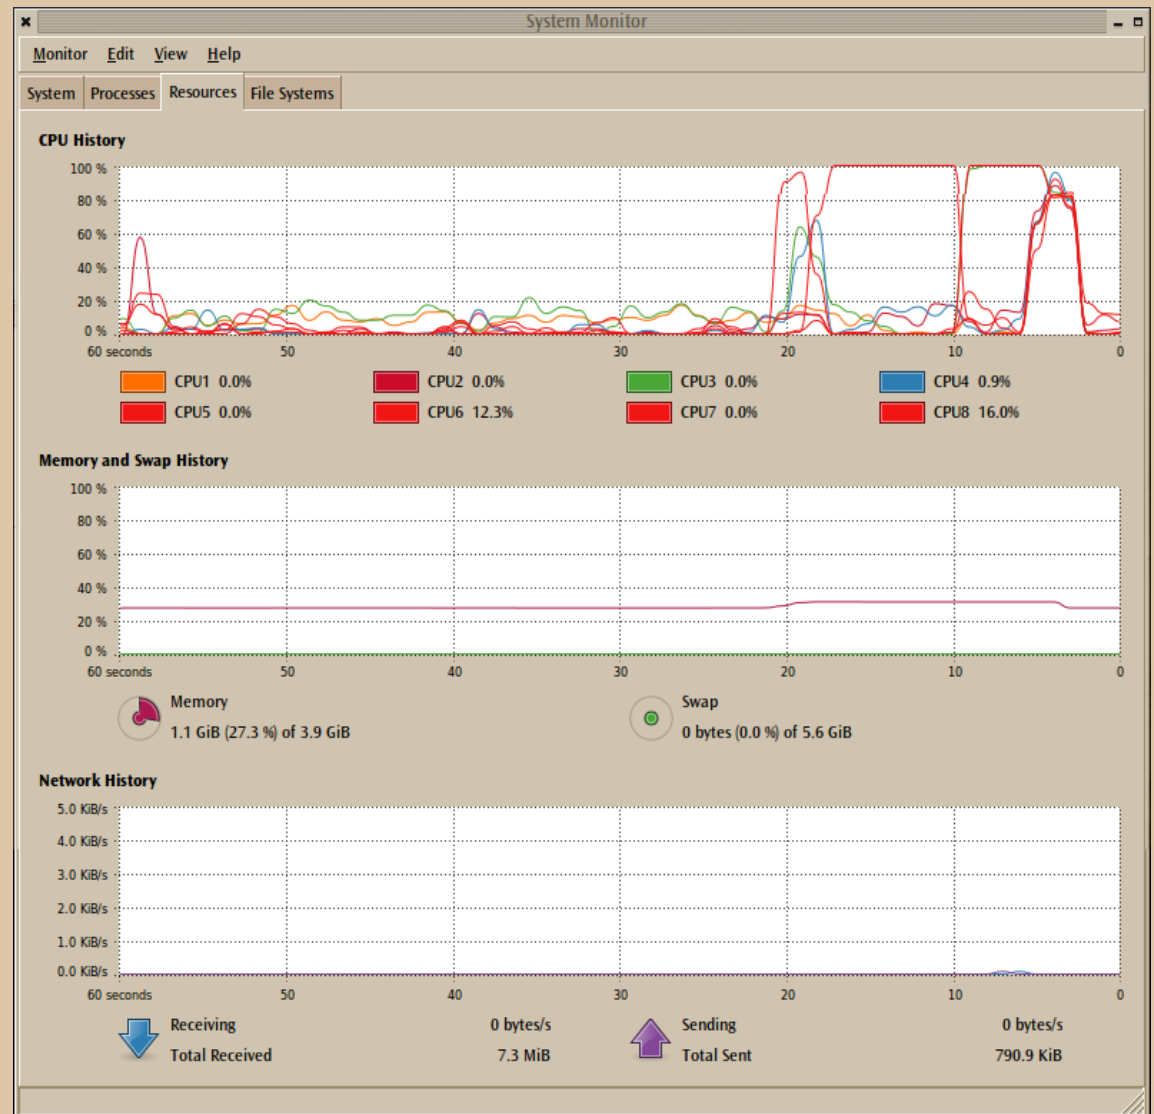 System Monitor
Monitor Edit View Help
System Processes Resources File Systems
CPU History
100 %
80 %
60 %
40 %
20 %
0 %
60 seconds 50 40 30 20 10 0
CPU1 0.0% CPU2 0.0% CPU3 0.0% CPU4 0.9%
CPU5 0.0% CPU6 12.3% CPU7 0.0% CPU8 16.0%
Memory and Swap History
100 %
80 %
60 %
40 %
20 %
0 %
60 seconds 50 40 30 20 10 0
Memory Swap
1.1 GiB (27.3 %) of 3.9 GiB 0 bytes (0.0 %) of 5.6 GiB
Network History
5.0 KiB/s
4.0 KiB/s
3.0 KiB/s
2.0 KiB/s
1.0 KiB/s
0.0 KiB/s
60 seconds 50 40 30 20 10 0
Receiving 0 bytes/s Sending 0 bytes/s
Total Received 7.3 MiB Total Sent 790.9 KiB